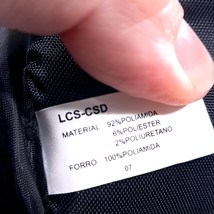 LCS-CSD
MATERIAL 92%POLIAMIDA
6%POLIESTER
2%POLIURETANO
FORRO 100%POLIAMIDA
07